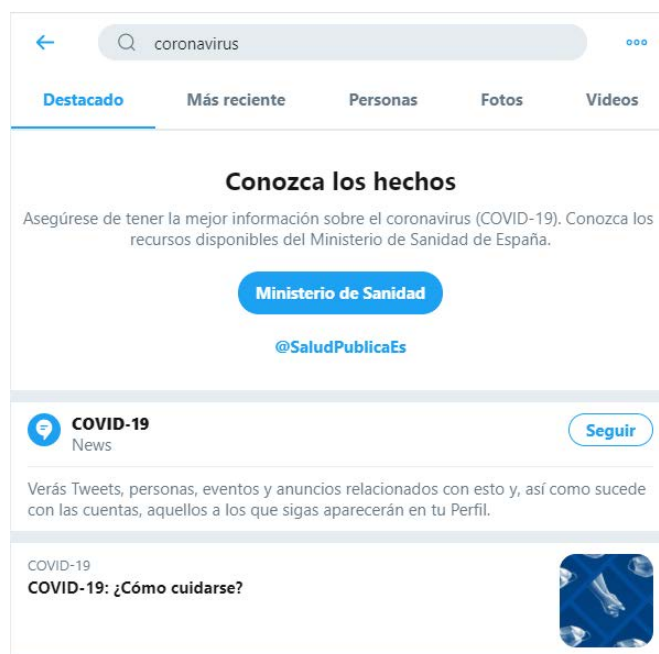 coronavirus
Destacado Más reciente Personas Fotos Videos
Conozca los hechos
Asegúrese de tener la mejor información sobre el coronavirus (COVID-19). Conozca los
recursos disponibles del Ministerio de Sanidad de España.
Ministerio de Sanidad
@SaludPublicaEs
COVID-19
News
Seguir
Verás Tweets, personas, eventos y anuncios relacionados con esto y, así como sucede
con las cuentas, aquellos a los que sigas aparecerán en tu Perfil.
COVID-19
COVID-19: ¿Cómo cuidarse?